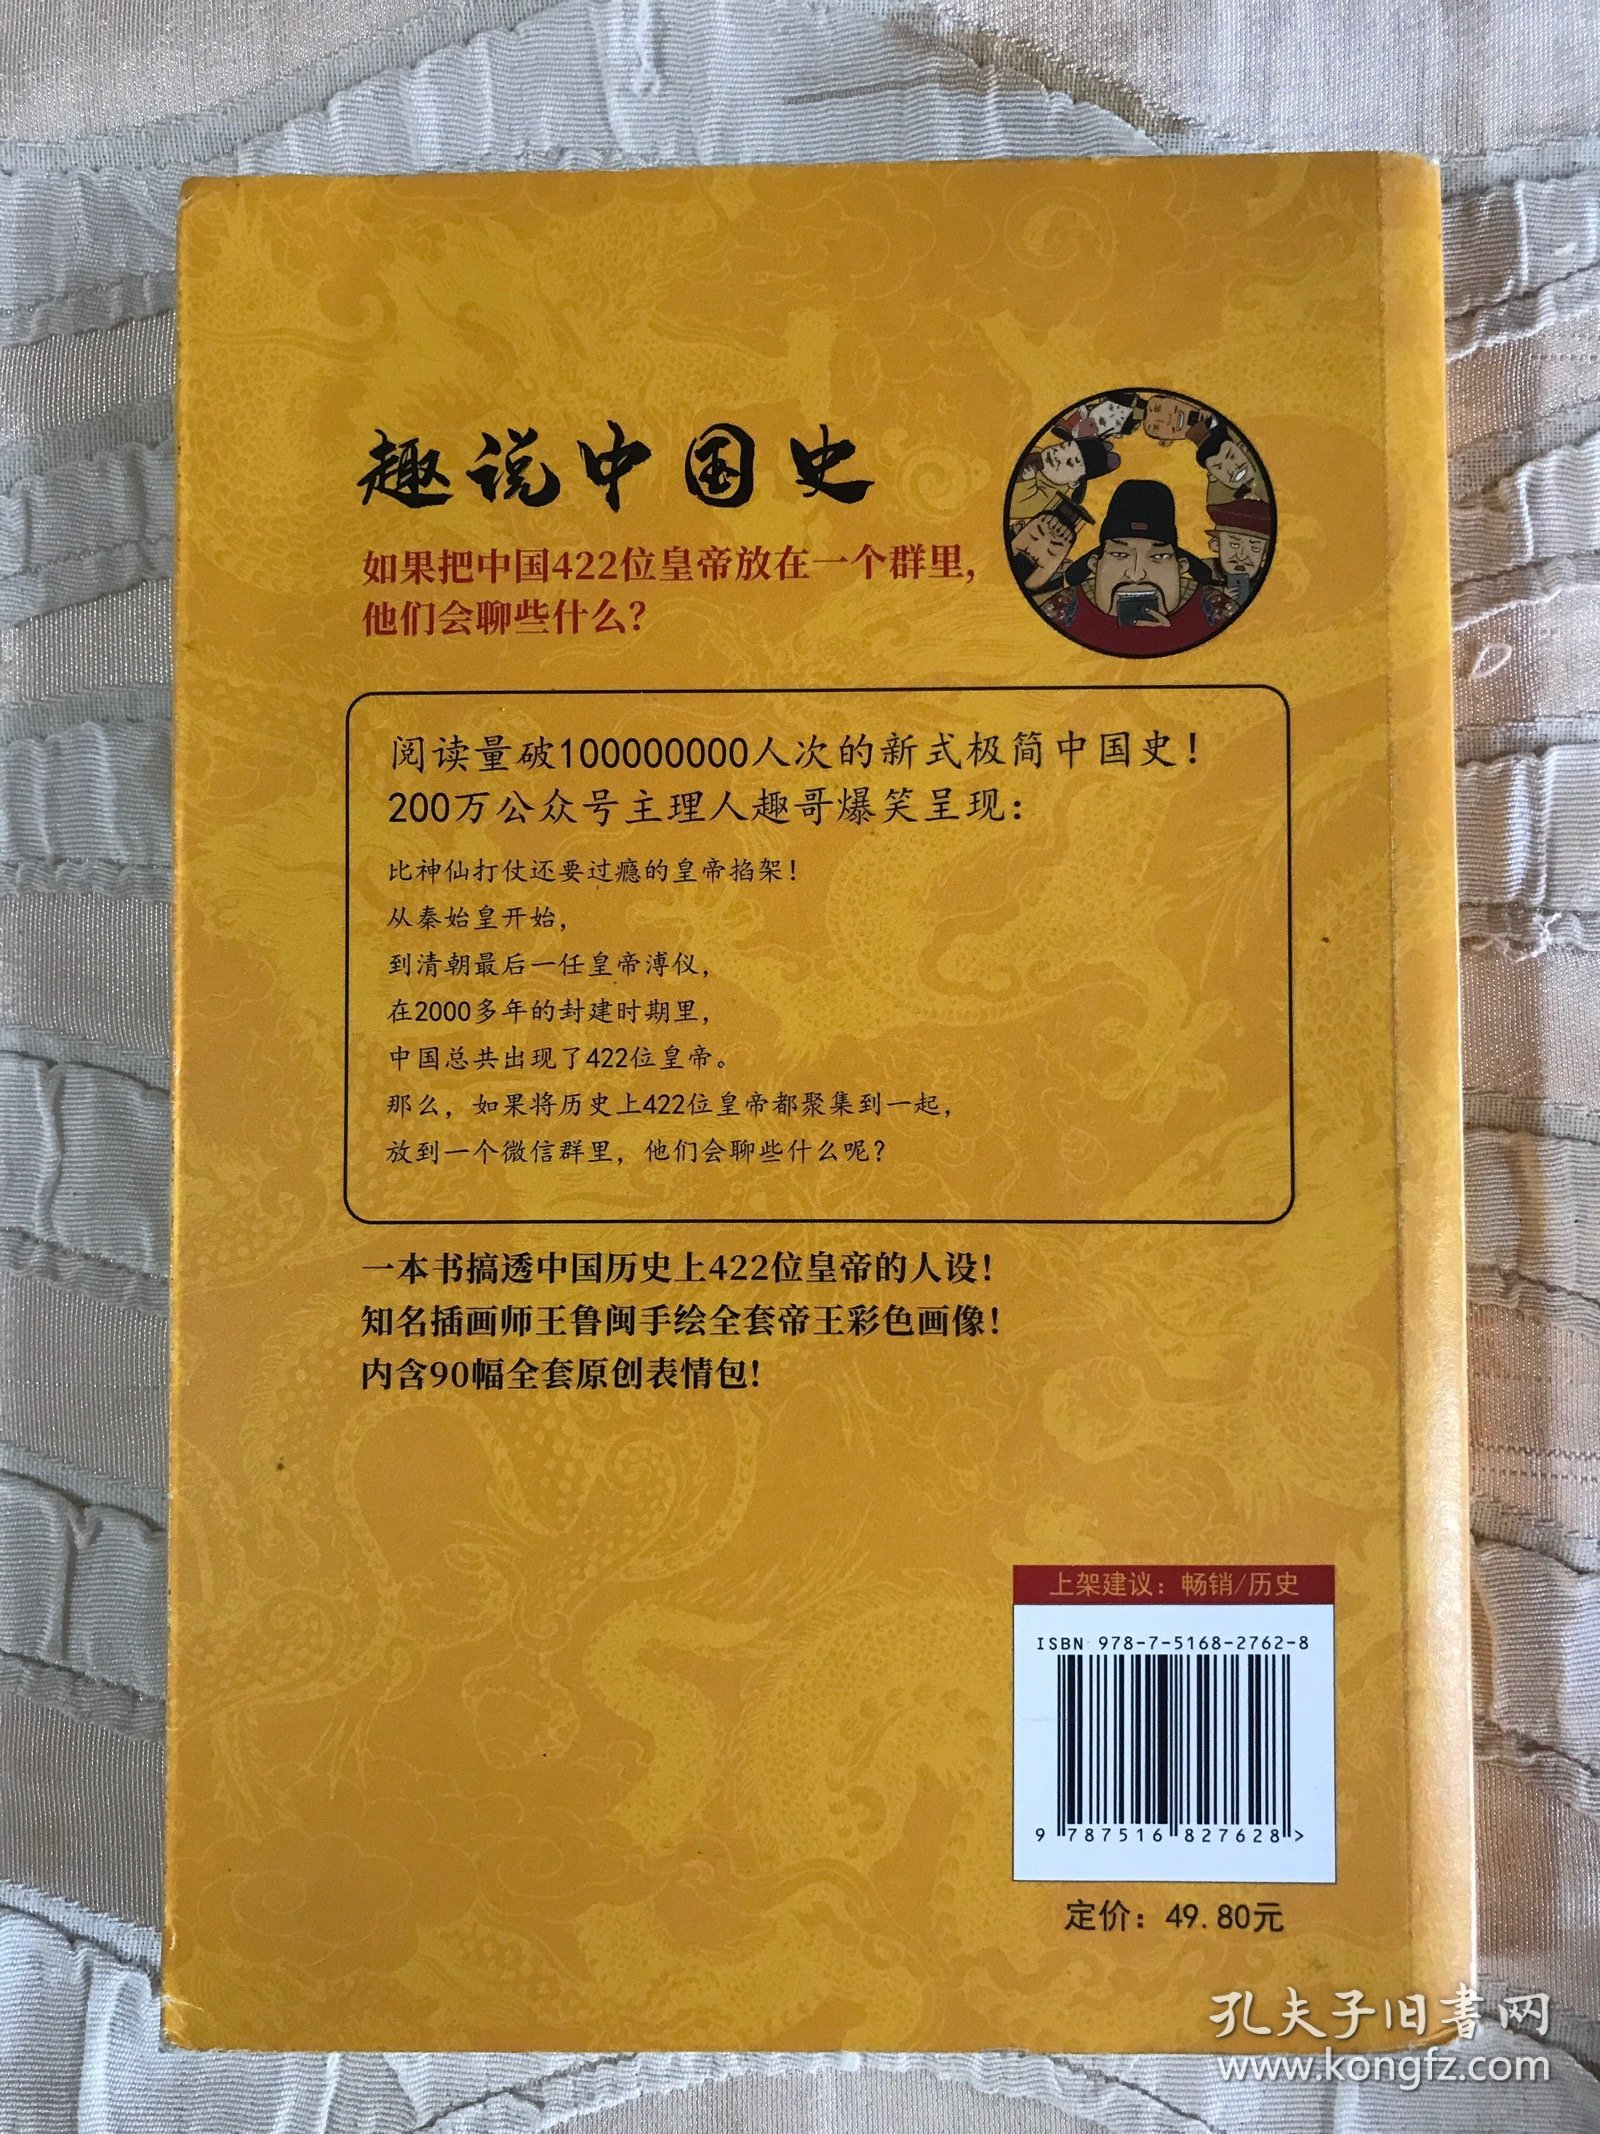 趣说中国史
如果把中国422位皇帝放在一个群里，
他们会聊些什么？
阅读量破100000000人次的新式极简中国史！
200万公众号主理人趣哥爆笑呈现：
比神仙打仗还要过瘾的皇帝掐架！
从秦始皇开始，
到清朝最后一任皇帝溥仪，
在2000多年的封建时期里，
中国总共出现了422位皇帝。
那么，如果将历史上422位皇帝都聚集到一起，
放到一个微信群里，他们会聊些什么呢？
一本书搞透中国历史上422位皇帝的人设！
知名插画师王鲁闽手绘全套帝王彩色画像！
内含90幅全套原创表情包！
上架建议：畅销/历史
ISBN 978-7-5168-2762-8
9 787516 827628 >
定价：49.80元
孔夫子旧书网
www.kongfz.com